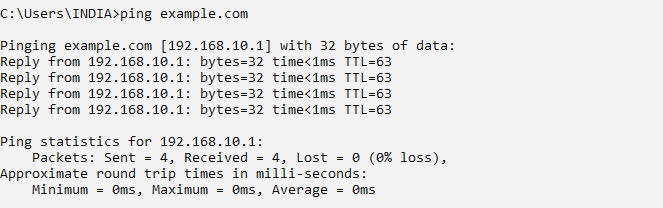 C:\Users\INDIA>ping example.com
Pinging example.com [192.168.10.1] with 32 bytes of data:
Reply from 192.168.10.1: bytes=32 time<1ms TTL=63
Reply from 192.168.10.1: bytes=32 time<1ms TTL=63
Reply from 192.168.10.1: bytes=32 time<1ms TTL=63
Reply from 192.168.10.1: bytes=32 time<1ms TTL=63
Ping statistics for 192.168.10.1:
Packets: Sent = 4, Received = 4, Lost = 0 (0% loss),
Approximate round trip times in milli-seconds:
Minimum = 0ms, Maximum = 0ms, Average = 0ms